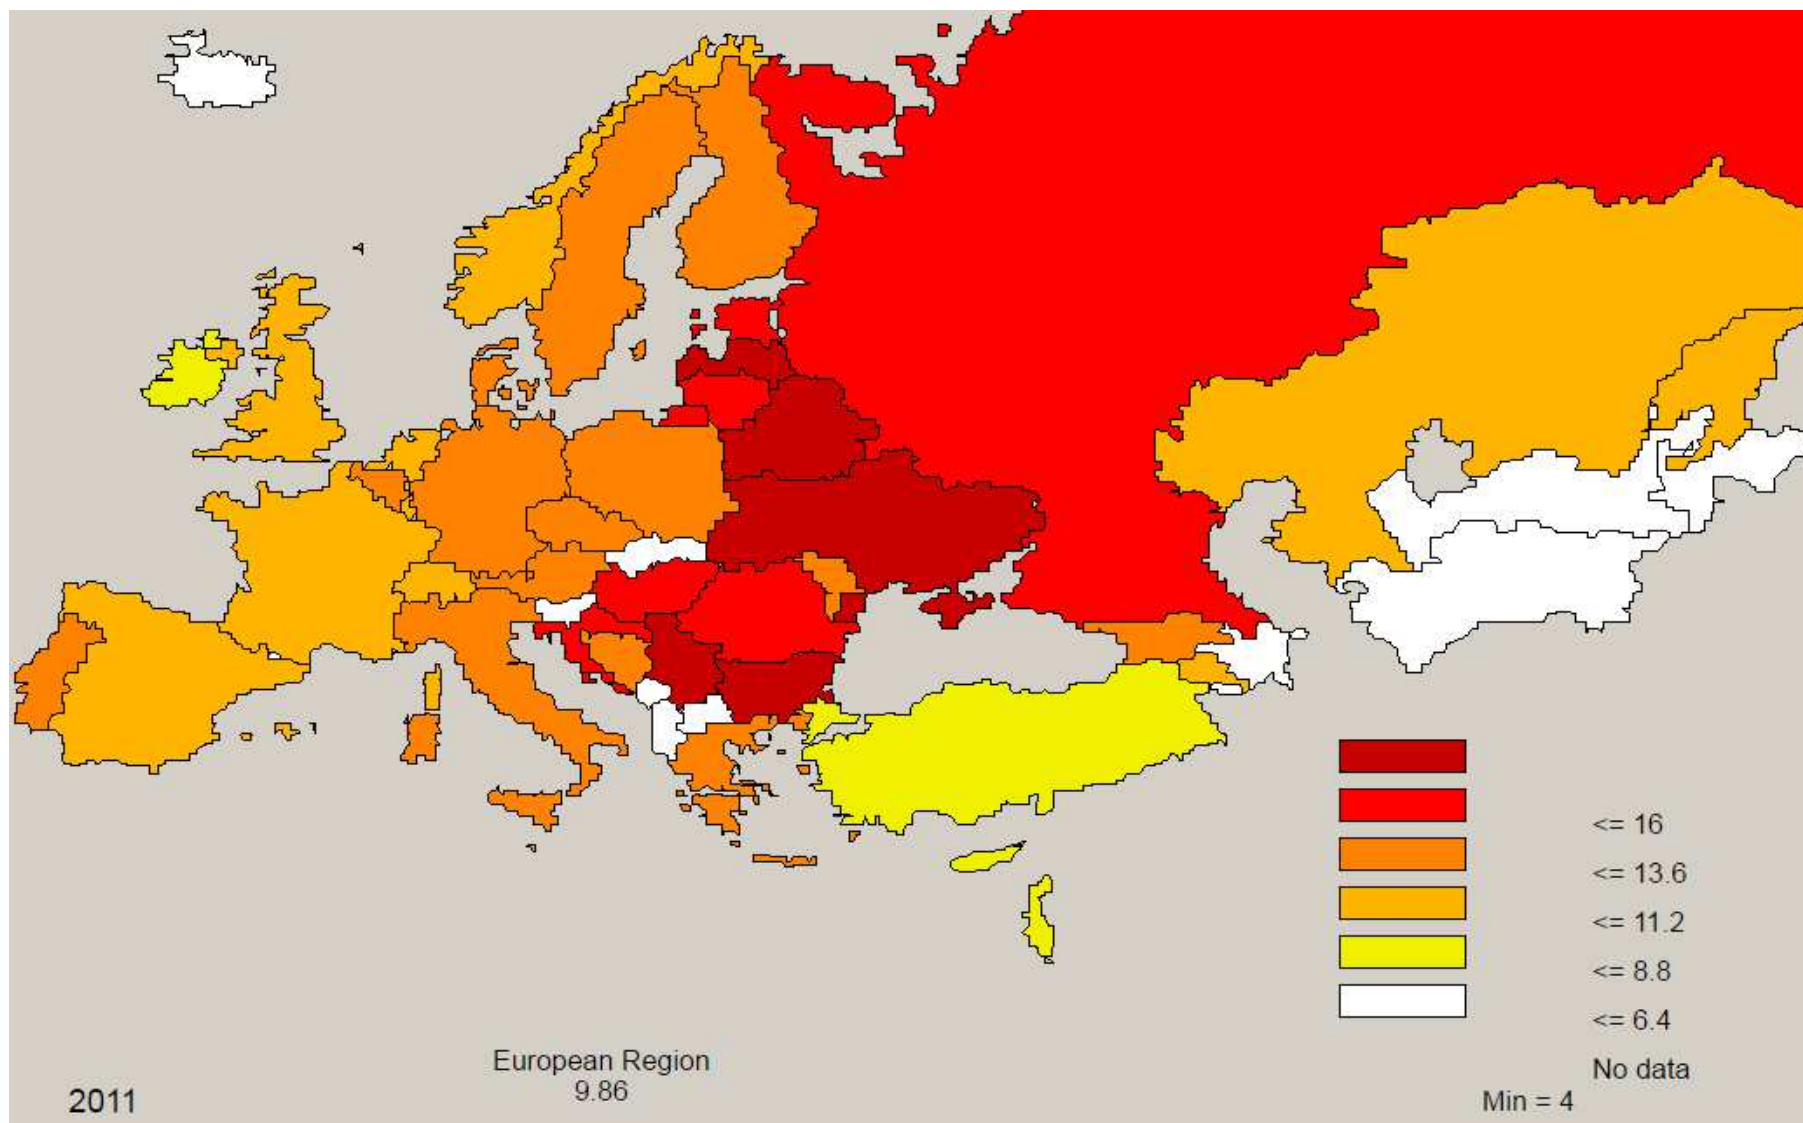 <= 16
<= 13.6
<= 11.2
<= 8.8
<= 6.4
No data
European Region
9.86
2011
Min = 4